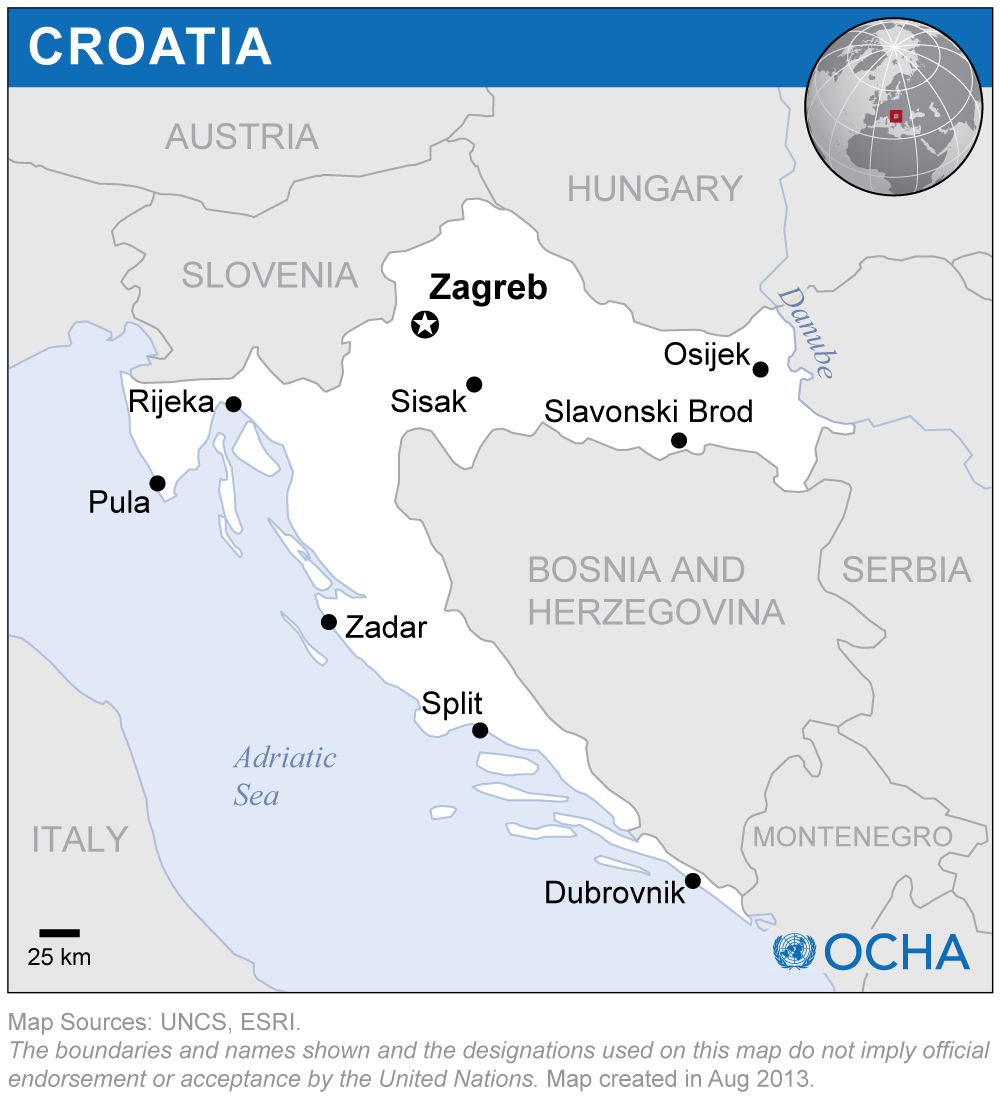 CROATIA
AUSTRIA
HUNGARY
SLOVENIA
Zagreb
Danube
Osijek
Rijeka
Sisak
Slavonski Brod
Pula
BOSNIA AND
HERZEGOVINA
SERBIA
Zadar
Split
Adriatic
Sea
ITALY
MONTENEGRO
Dubrovnik
25 km
OCHA
Map Sources: UNCS, ESRI.
The boundaries and names shown and the designations used on this map do not imply official
endorsement or acceptance by the United Nations. Map created in Aug 2013.